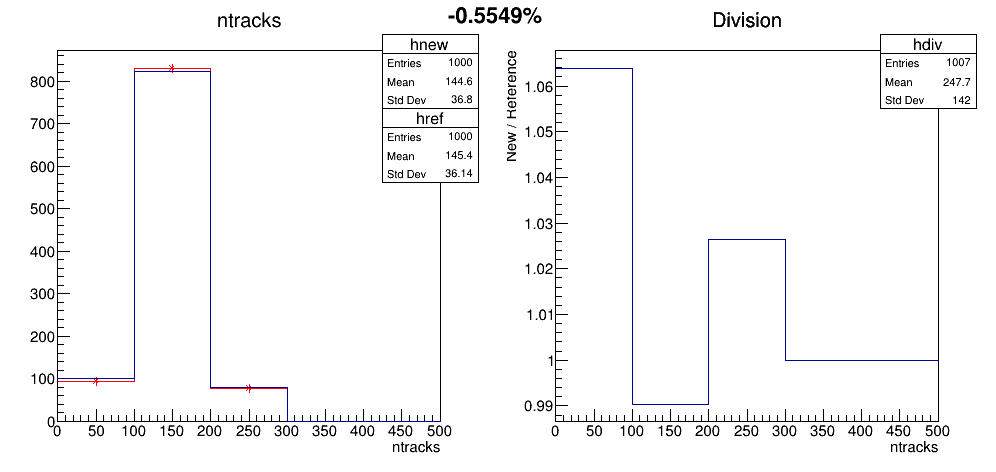 -0.5549%
ntracks
hnew
Entries 1000
Mean 144.6
Std Dev 36.8
href
Entries 1000
Mean 145.4
Std Dev 36.14
800
700
600
500
400
300
200
100
0
0 50 100 150 200 250 300 350 400 450 500
ntracks
Division
hdiv
Entries 1007
Mean 247.7
Std Dev 142
New / Reference
1.06
1.05
1.04
1.03
1.02
1.01
1
0.99
0 50 100 150 200 250 300 350 400 450 500
ntracks